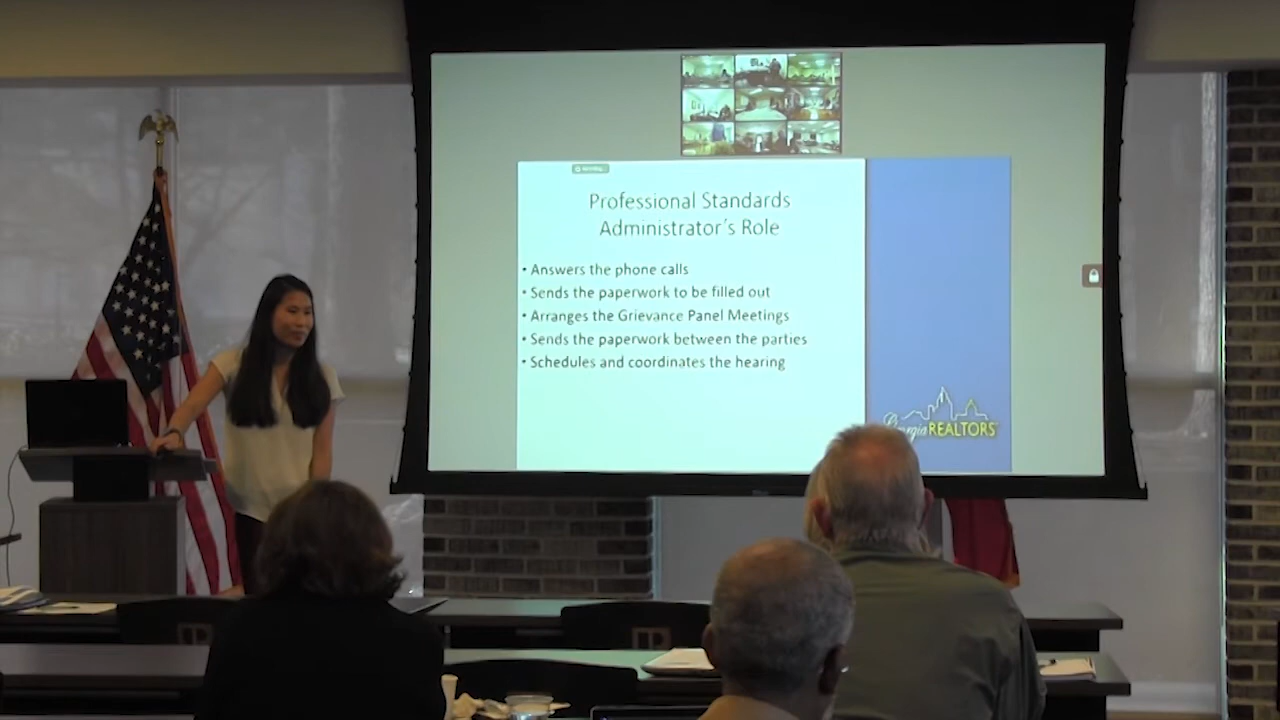 Professional Standards
Administrator's Role
• Answers the phone calls
• Sends the paperwork to be filled out
• Arranges the Grievance Panel Meetings
• Sends the paperwork between the parties
• Schedules and coordinates the hearing
Georgia REALTORS